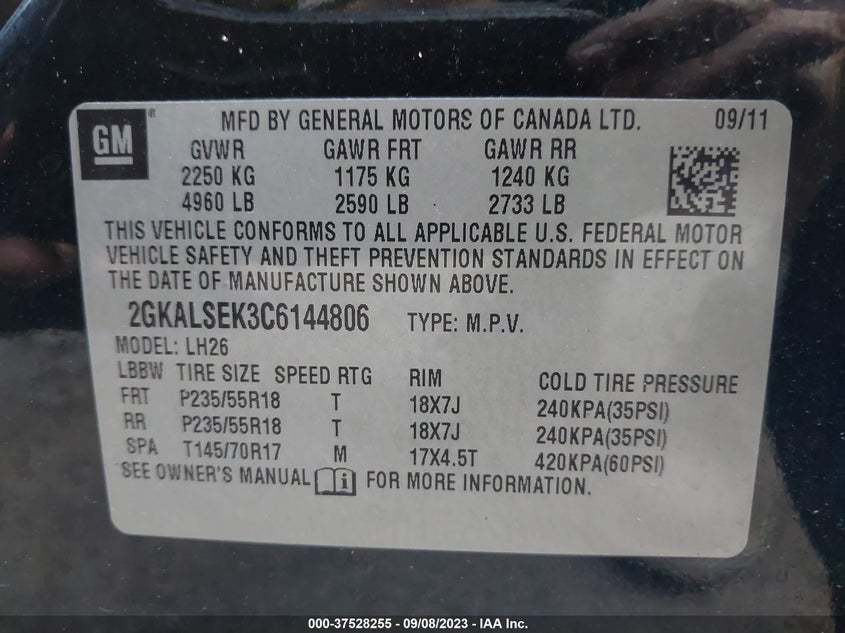 GM® MFD BY GENERAL MOTORS OF CANADA LTD. 09/11
GVWR GAWR FRT GAWR RR
2250 KG 1175 KG 1240 KG
4960 LB 2590 LB 2733 LB
THIS VEHICLE CONFORMS TO ALL APPLICABLE U.S. FEDERAL MOTOR
VEHICLE SAFETY AND THEFT PREVENTION STANDARDS IN EFFECT ON
THE DATE OF MANUFACTURE SHOWN ABOVE.
2GKALSEK3C6144806 TYPE: M.P.V.
MODEL: LH26
LBBW TIRE SIZE SPEED RTG RIM COLD TIRE PRESSURE
FRT P235/55R18 T 18X7J 240KPA(35PSI)
RR P235/55R18 T 18X7J 240KPA(35PSI)
SPA T145/70R17 M 17X4.5T 420KPA(60PSI)
SEE OWNER'S MANUAL i FOR MORE INFORMATION.
000-37528255 - 09/08/2023 - IAA Inc.